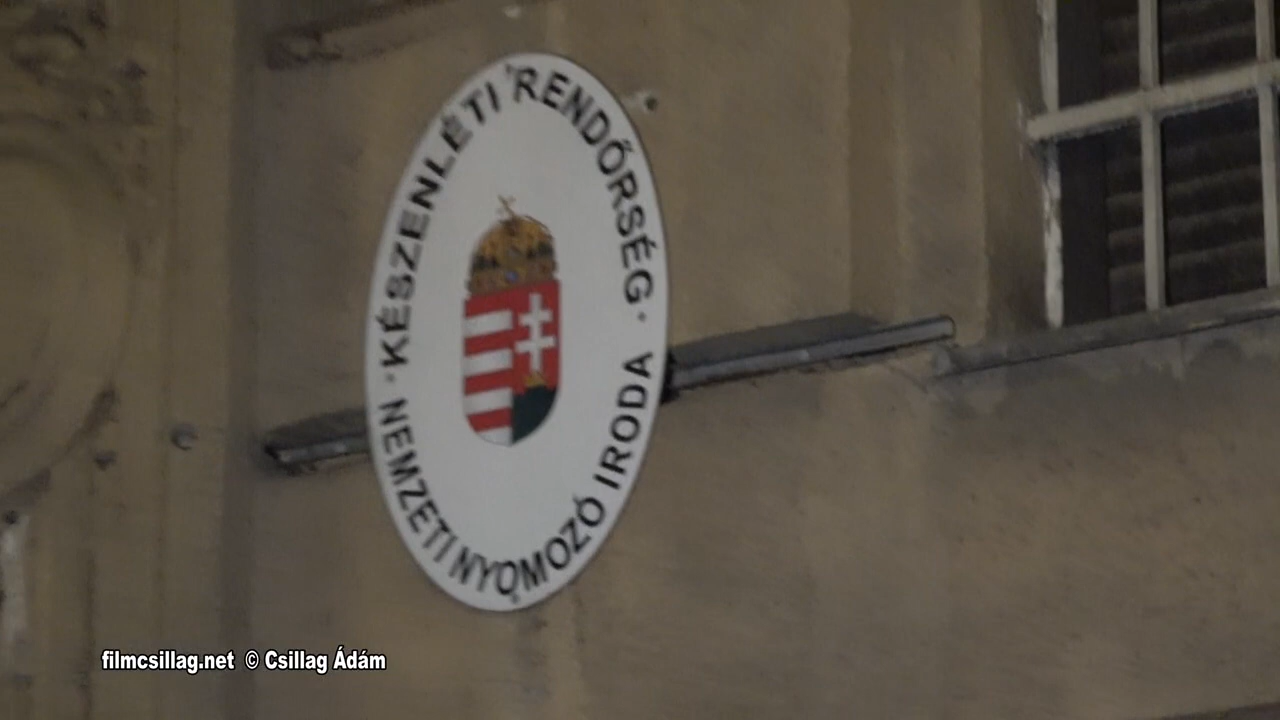 KÉSZENLÉTI RENDŐRSÉG
NEMZETI NYOMOZÓ IRODA
filmcsillag.net © Csillag Ádám